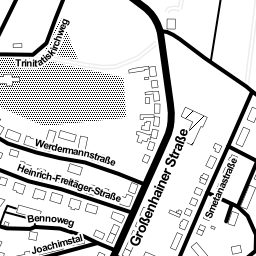 Trinitatiskirchweg
Werdermannstraße
Heinrich-Freitäger-Straße
Bennoweg
Joachimstal
Großenhainer Straße
Smetanastraße